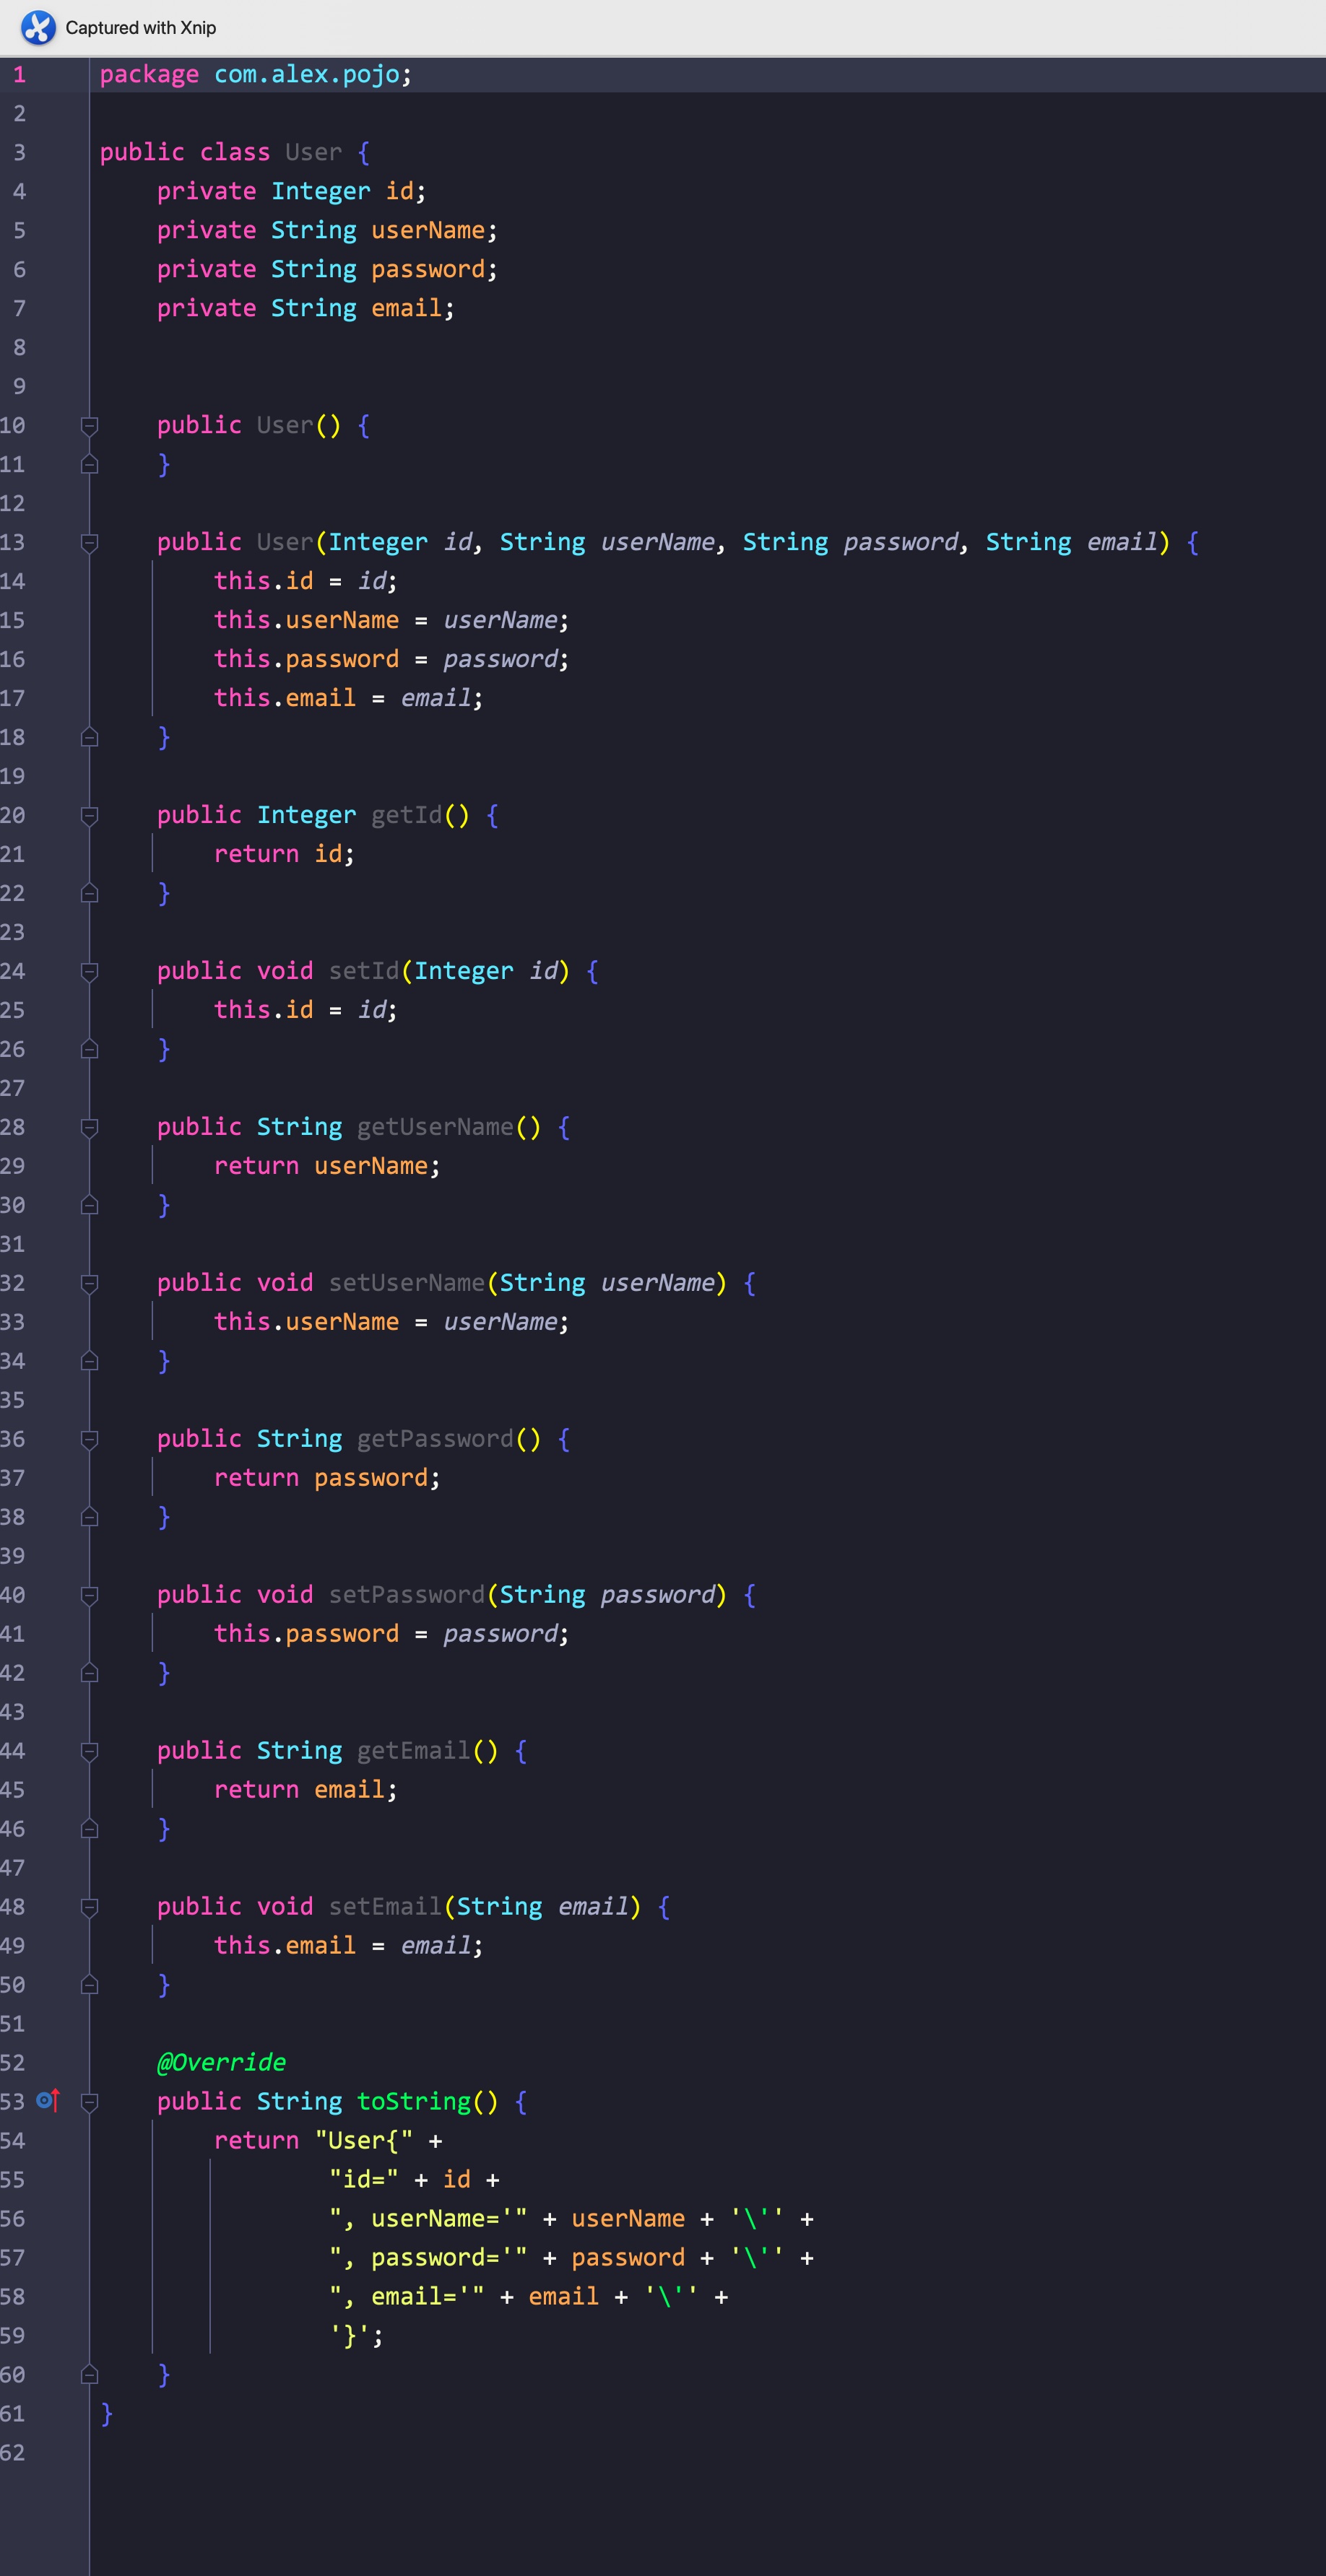 Captured with Xnip
1 package com.alex.pojo;
2
3 public class User {
4     private Integer id;
5     private String userName;
6     private String password;
7     private String email;
8
9
10     public User() {
11     }
12
13     public User(Integer id, String userName, String password, String email) {
14         this.id = id;
15         this.userName = userName;
16         this.password = password;
17         this.email = email;
18     }
19
20     public Integer getId() {
21         return id;
22     }
23
24     public void setId(Integer id) {
25         this.id = id;
26     }
27
28     public String getUserName() {
29         return userName;
30     }
31
32     public void setUserName(String userName) {
33         this.userName = userName;
34     }
35
36     public String getPassword() {
37         return password;
38     }
39
40     public void setPassword(String password) {
41         this.password = password;
42     }
43
44     public String getEmail() {
45         return email;
46     }
47
48     public void setEmail(String email) {
49         this.email = email;
50     }
51
52     @Override
53     public String toString() {
54         return "User{" +
55                 "id=" + id +
56                 ", userName='" + userName + '\'' +
57                 ", password='" + password + '\'' +
58                 ", email='" + email + '\'' +
59                 '}';
60     }
61 }
62